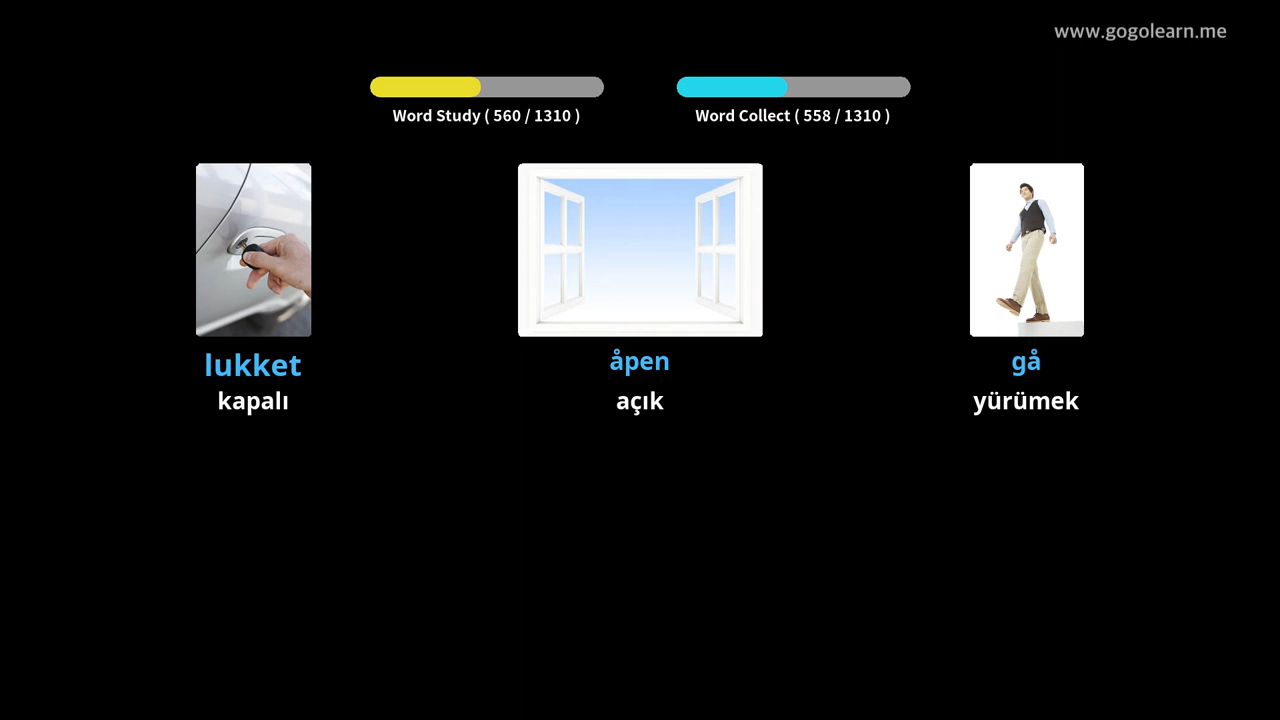 www.gogolearn.me
Word Study ( 560 / 1310 )
Word Collect ( 558 / 1310 )
lukket
åpen
gå
kapalı
açık
yürümek